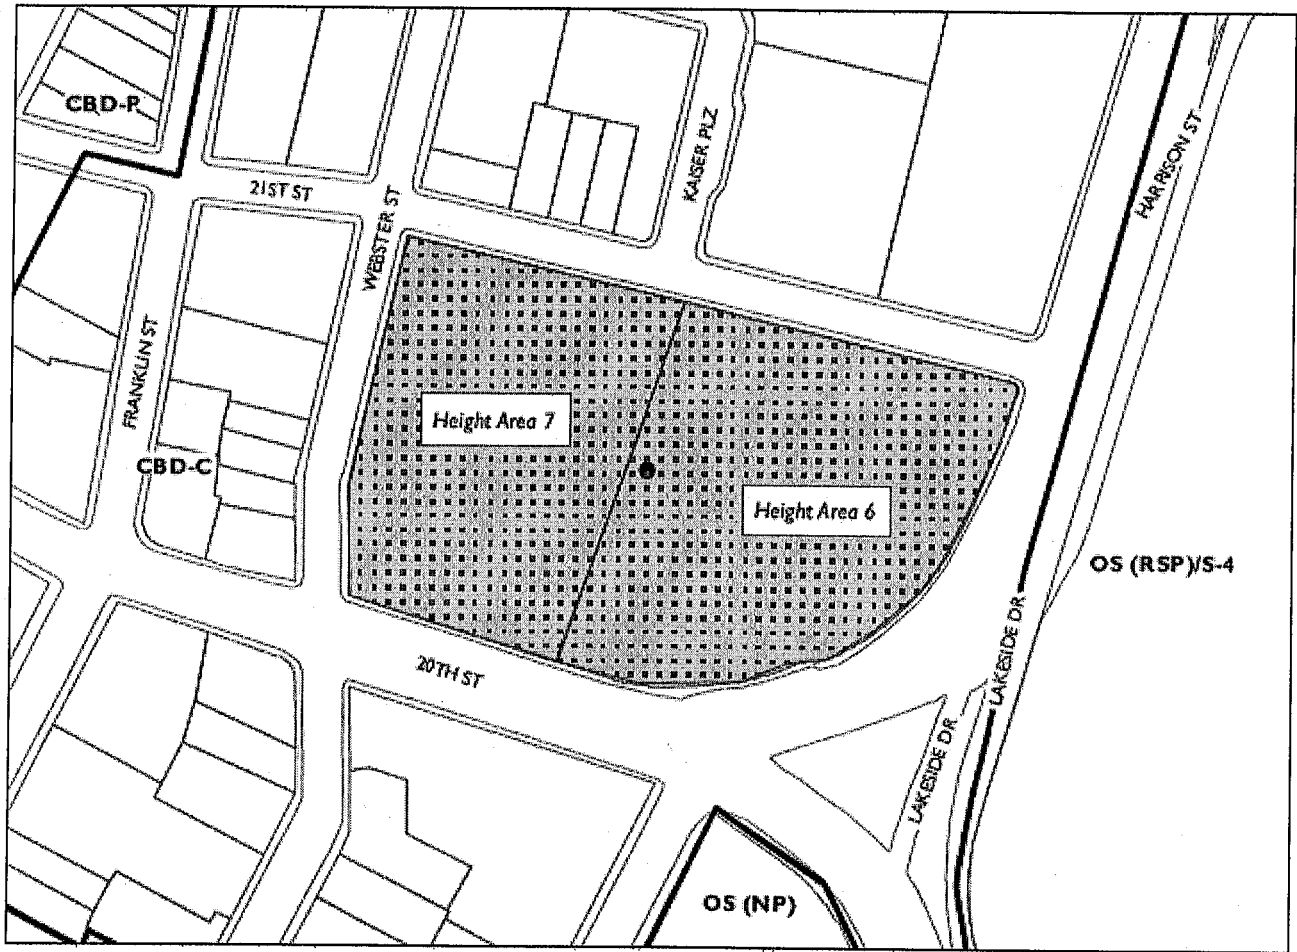 CBD-P
KAISER PLZ
HARRISON ST
21ST ST
WEBSTER ST
FRANKLIN ST
Height Area 7
CBD-C
Height Area 6
OS (RSP)/S-4
LAKESIDE DR
20TH ST
LAKESIDE DR
OS (NP)